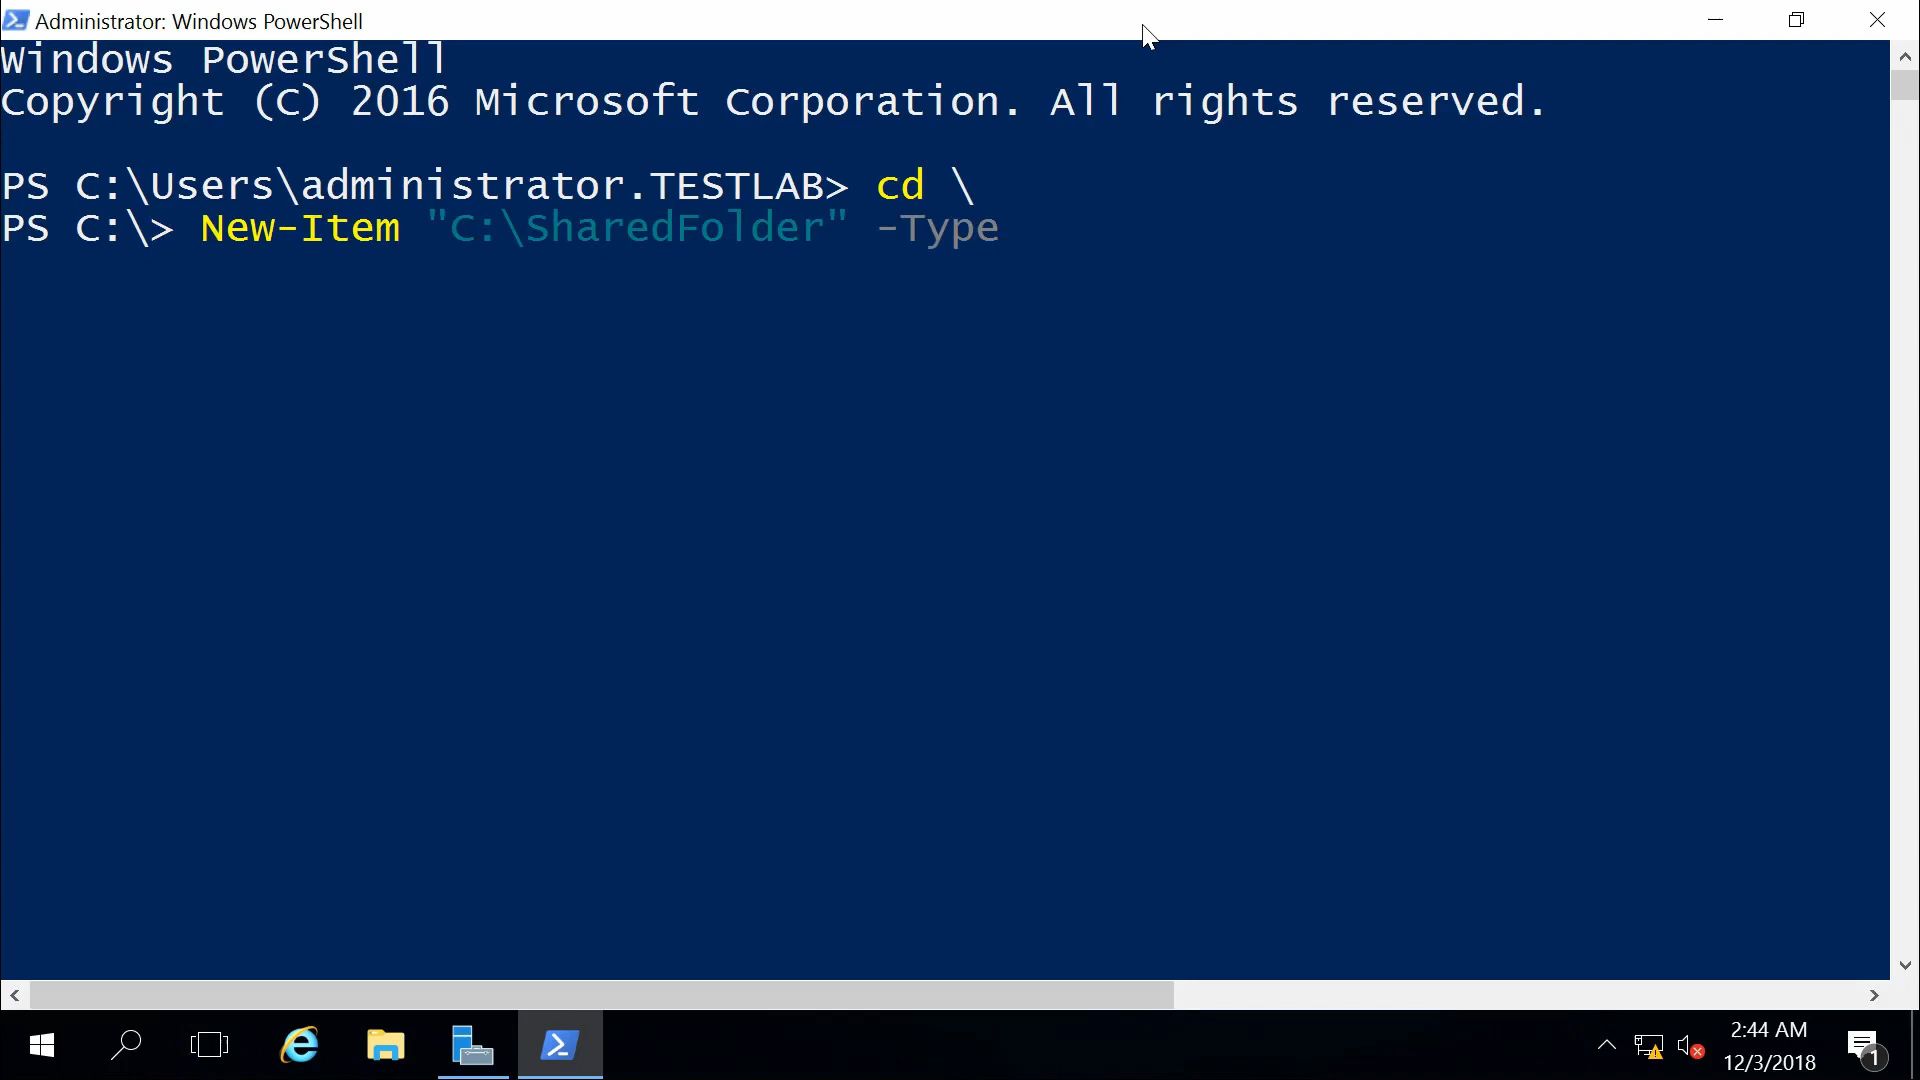 Administrator: Windows PowerShell
Windows PowerShell
Copyright (C) 2016 Microsoft Corporation. All rights reserved.
PS C:\Users\administrator.TESTLAB> cd \
PS C:\> New-Item "C:\SharedFolder" -Type
2:44 AM
12/3/2018
1